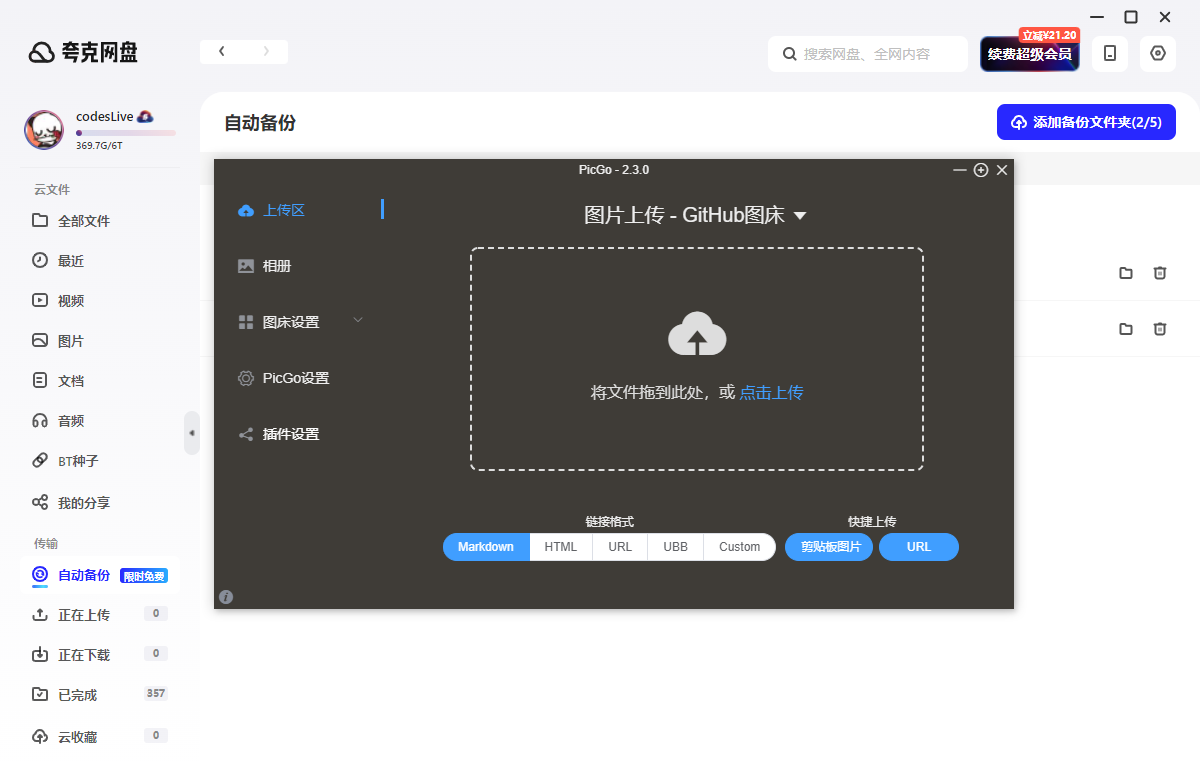 夸克网盘
搜索网盘、全网内容
立减¥21.20
续费超级会员
codesLive
369.7G/6T
自动备份
添加备份文件夹(2/5)
云文件
全部文件
最近
视频
图片
文档
音频
BT种子
我的分享
传输
自动备份 限时免费
正在上传 0
正在下载 0
已完成 357
云收藏 0
PicGo - 2.3.0
上传区
相册
图床设置
PicGo设置
插件设置
图片上传 - GitHub图床
将文件拖到此处，或 点击上传
链接格式
Markdown HTML URL UBB Custom
快捷上传
剪贴板图片 URL